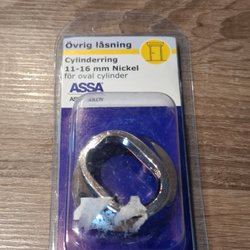 Övrig låsning
Cylinderring
11-16 mm Nickel
för oval cylinder
ASSA